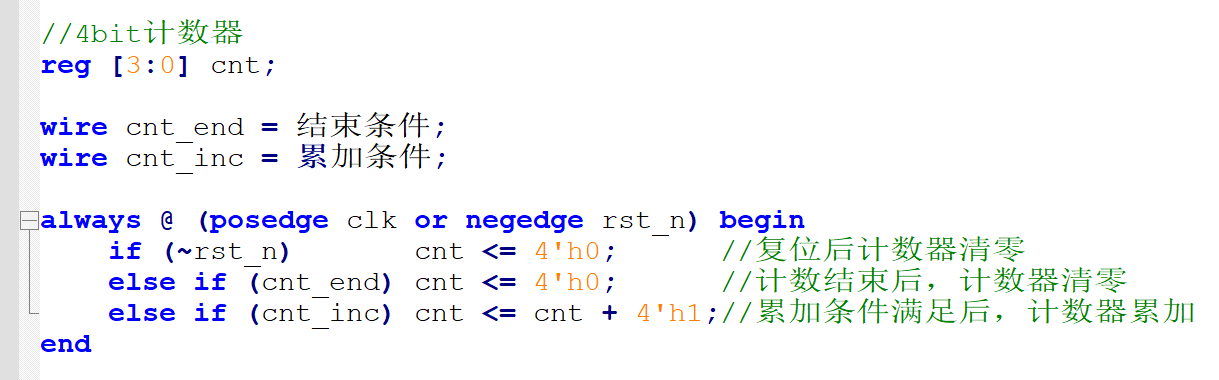 //4bit计数器
reg [3:0] cnt;
wire cnt_end = 结束条件;
wire cnt_inc = 累加条件;
always @ (posedge clk or negedge rst_n) begin
if (~rst_n) cnt <= 4'h0; //复位后计数器清零
else if (cnt_end) cnt <= 4'h0; //计数结束后，计数器清零
else if (cnt_inc) cnt <= cnt + 4'h1;//累加条件满足后，计数器累加
end